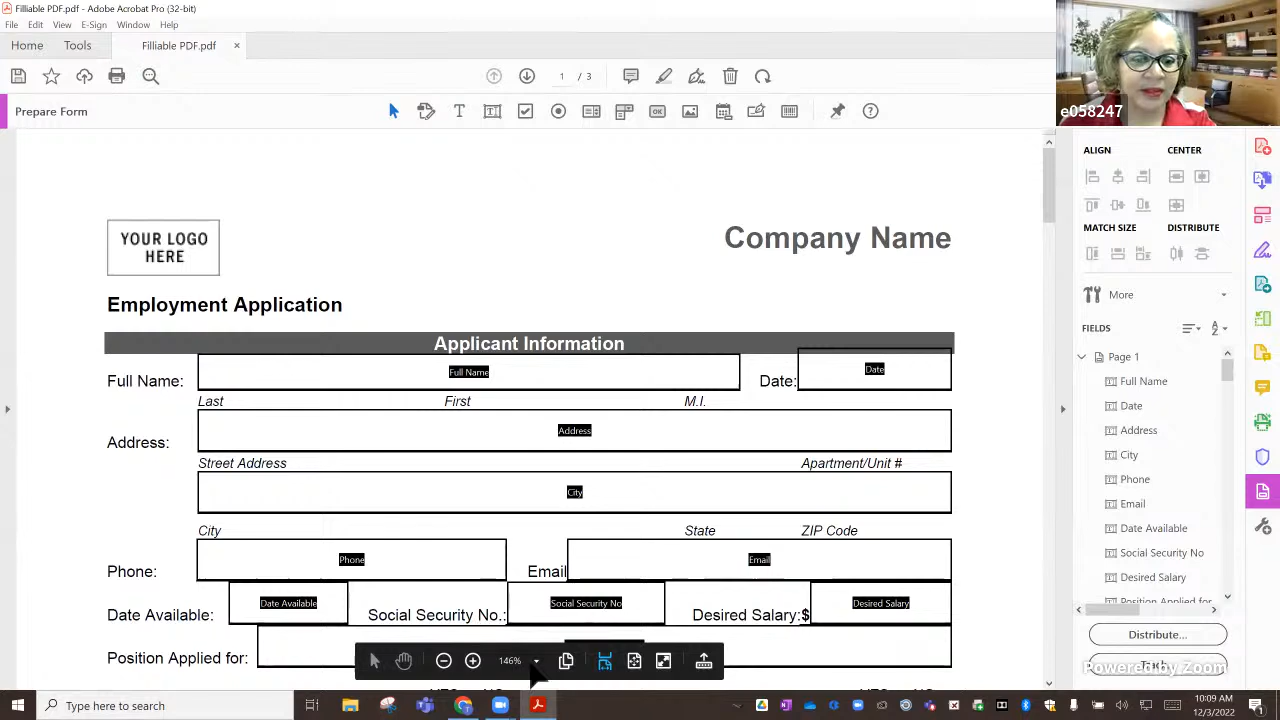 Filliable PDF.pdf - Adobe Acrobat Pro (32-bit)
File Edit View E-Sign Window Help
Home Tools Filliable PDF.pdf ×
1 / 3
Prepare Form
e058247
ALIGN CENTER
MATCH SIZE DISTRIBUTE
More
FIELDS
Page 1
Full Name
Date
Address
City
Phone
Email
Date Available
Social Security No
Desired Salary
Position Applied for
Distribute...
Powered by Zoom
YOUR LOGO
HERE
Company Name
Employment Application
Applicant Information
Full Name: Full Name Date: Date
Last First M.I.
Address: Address
Street Address Apartment/Unit #
City
City State ZIP Code
Phone: Phone Email Email
Date Available: Date Available Social Security No.: Social Security No Desired Salary:$ Desired Salary
Position Applied for:
146%
Type here to search
10:09 AM
12/3/2022